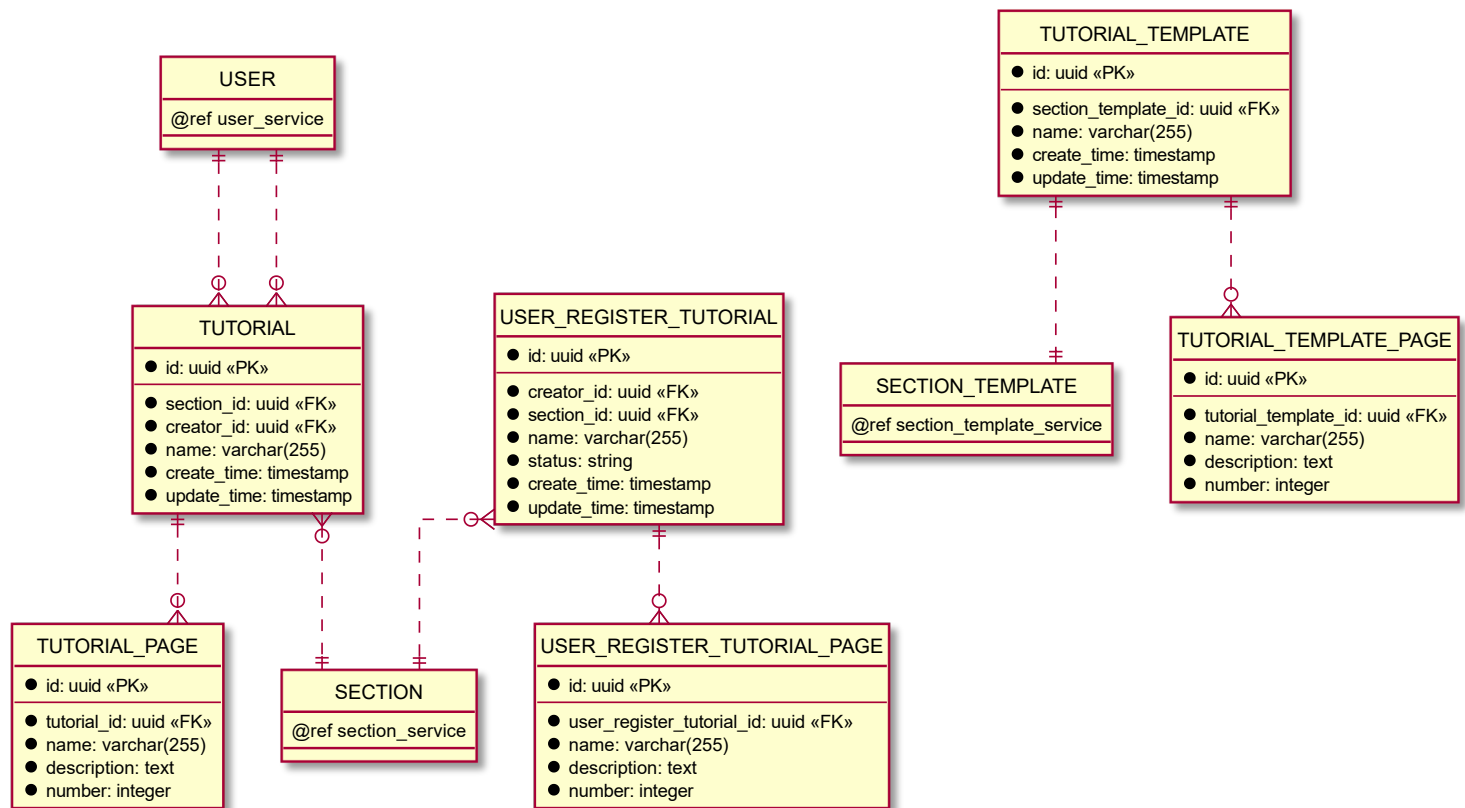 USER
@ref user_service
TUTORIAL_TEMPLATE
id: uuid «PK»
section_template_id: uuid «FK»
name: varchar(255)
create_time: timestamp
update_time: timestamp
TUTORIAL
id: uuid «PK»
section_id: uuid «FK»
creator_id: uuid «FK»
name: varchar(255)
create_time: timestamp
update_time: timestamp
USER_REGISTER_TUTORIAL
id: uuid «PK»
creator_id: uuid «FK»
section_id: uuid «FK»
name: varchar(255)
status: string
create_time: timestamp
update_time: timestamp
SECTION_TEMPLATE
@ref section_template_service
TUTORIAL_TEMPLATE_PAGE
id: uuid «PK»
tutorial_template_id: uuid «FK»
name: varchar(255)
description: text
number: integer
TUTORIAL_PAGE
id: uuid «PK»
tutorial_id: uuid «FK»
name: varchar(255)
description: text
number: integer
SECTION
@ref section_service
USER_REGISTER_TUTORIAL_PAGE
id: uuid «PK»
user_register_tutorial_id: uuid «FK»
name: varchar(255)
description: text
number: integer